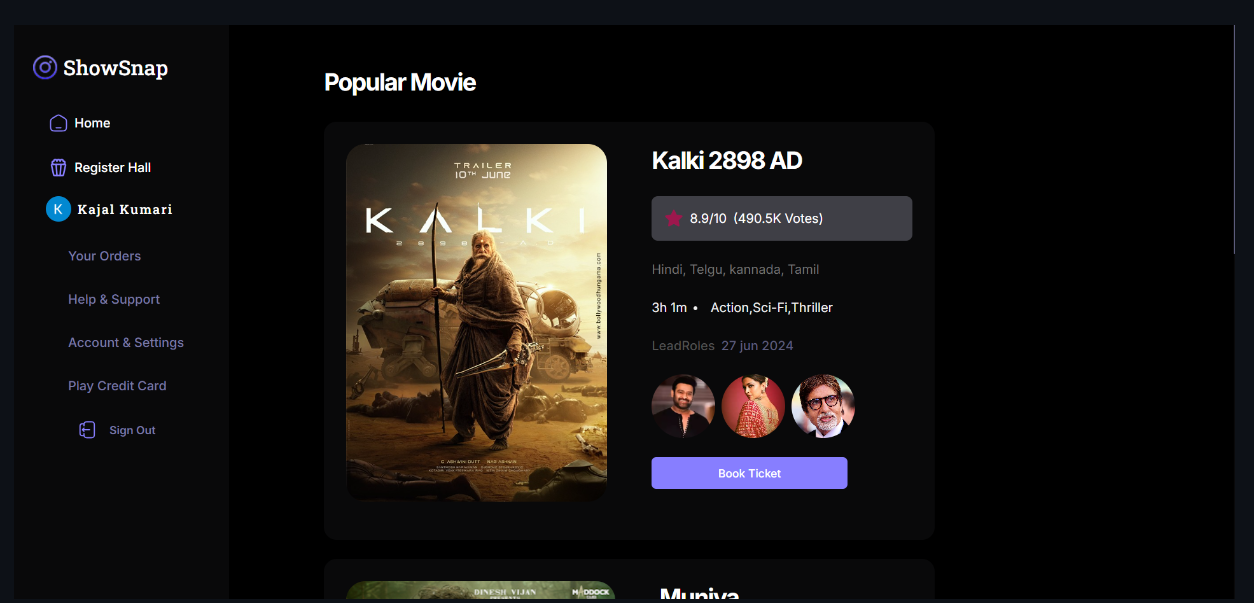 ShowSnap
Home
Register Hall
K Kajal Kumari
Your Orders
Help & Support
Account & Settings
Play Credit Card
Sign Out
Popular Movie
TRAILER
10TH JUNE
KALKI
2898 AD
www.bollywoodhungama.com
Kalki 2898 AD
8.9/10 (490.5K Votes)
Hindi, Telgu, kannada, Tamil
3h 1m • Action,Sci-Fi,Thriller
LeadRoles 27 jun 2024
Book Ticket
DINESH VIJAN
MADDOCK
Muniya